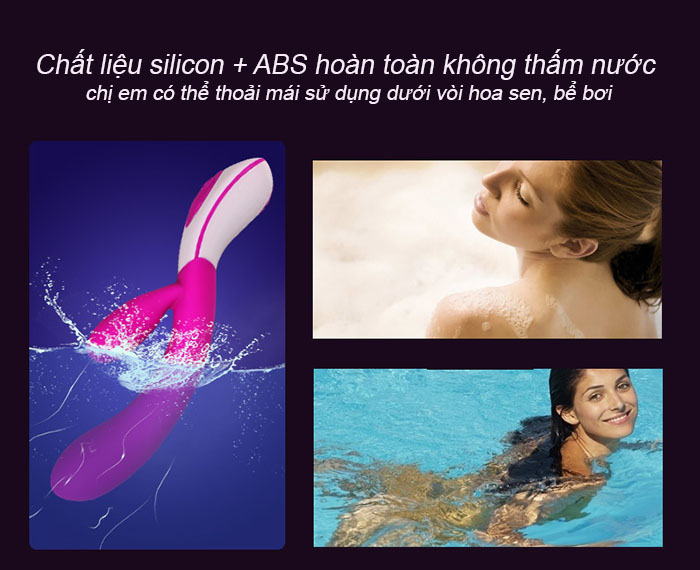 Chất liệu silicon + ABS hoàn toàn không thấm nước
chị em có thể thoải mái sử dụng dưới vòi hoa sen, bể bơi